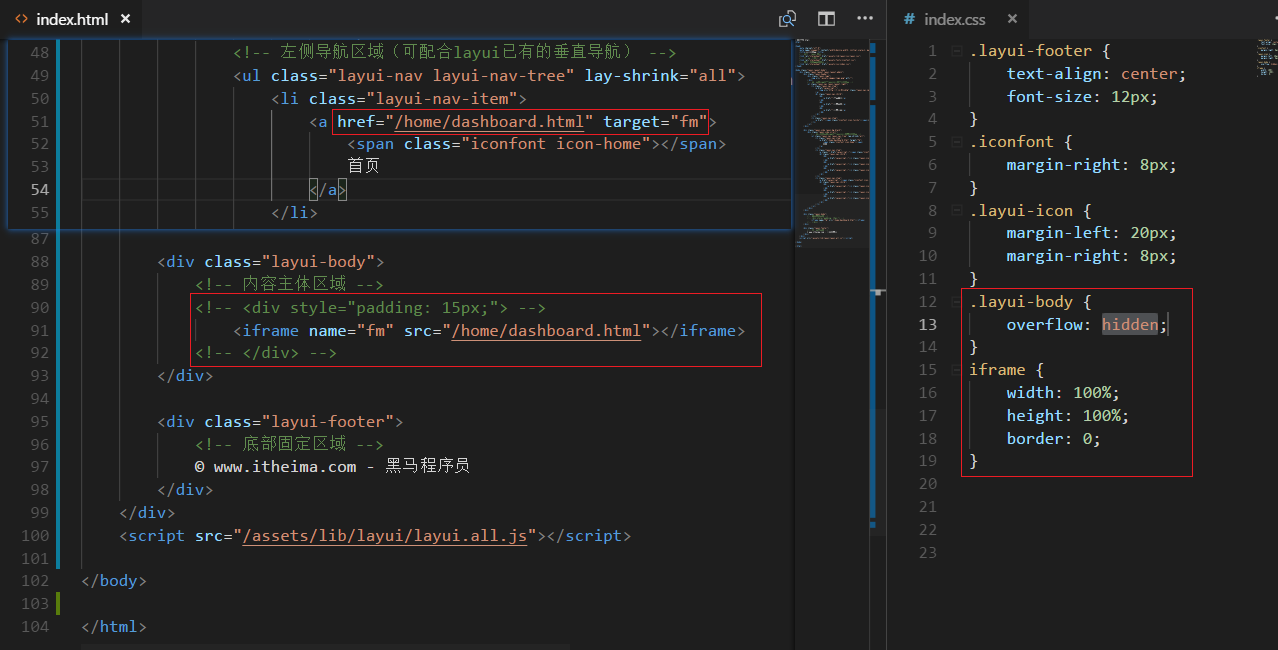 index.html
48 <!-- 左侧导航区域（可配合layui已有的垂直导航） -->
49 <ul class="layui-nav layui-nav-tree" lay-shrink="all">
50 <li class="layui-nav-item">
51 <a href="/home/dashboard.html" target="fm">
52 <span class="iconfont icon-home"></span>
53 首页
54 </a>
55 </li>
87
88 <div class="layui-body">
89 <!-- 内容主体区域 -->
90 <!-- <div style="padding: 15px;"> -->
91 <iframe name="fm" src="/home/dashboard.html"></iframe>
92 <!-- </div> -->
93 </div>
94
95 <div class="layui-footer">
96 <!-- 底部固定区域 -->
97 © www.itheima.com - 黑马程序员
98 </div>
99 </div>
100 <script src="/assets/lib/layui/layui.all.js"></script>
101
102 </body>
103
104 </html>
# index.css
1 .layui-footer {
2 text-align: center;
3 font-size: 12px;
4 }
5 .iconfont {
6 margin-right: 8px;
7 }
8 .layui-icon {
9 margin-left: 20px;
10 margin-right: 8px;
11 }
12 .layui-body {
13 overflow: hidden;
14 }
15 iframe {
16 width: 100%;
17 height: 100%;
18 border: 0;
19 }
20
21
22
23